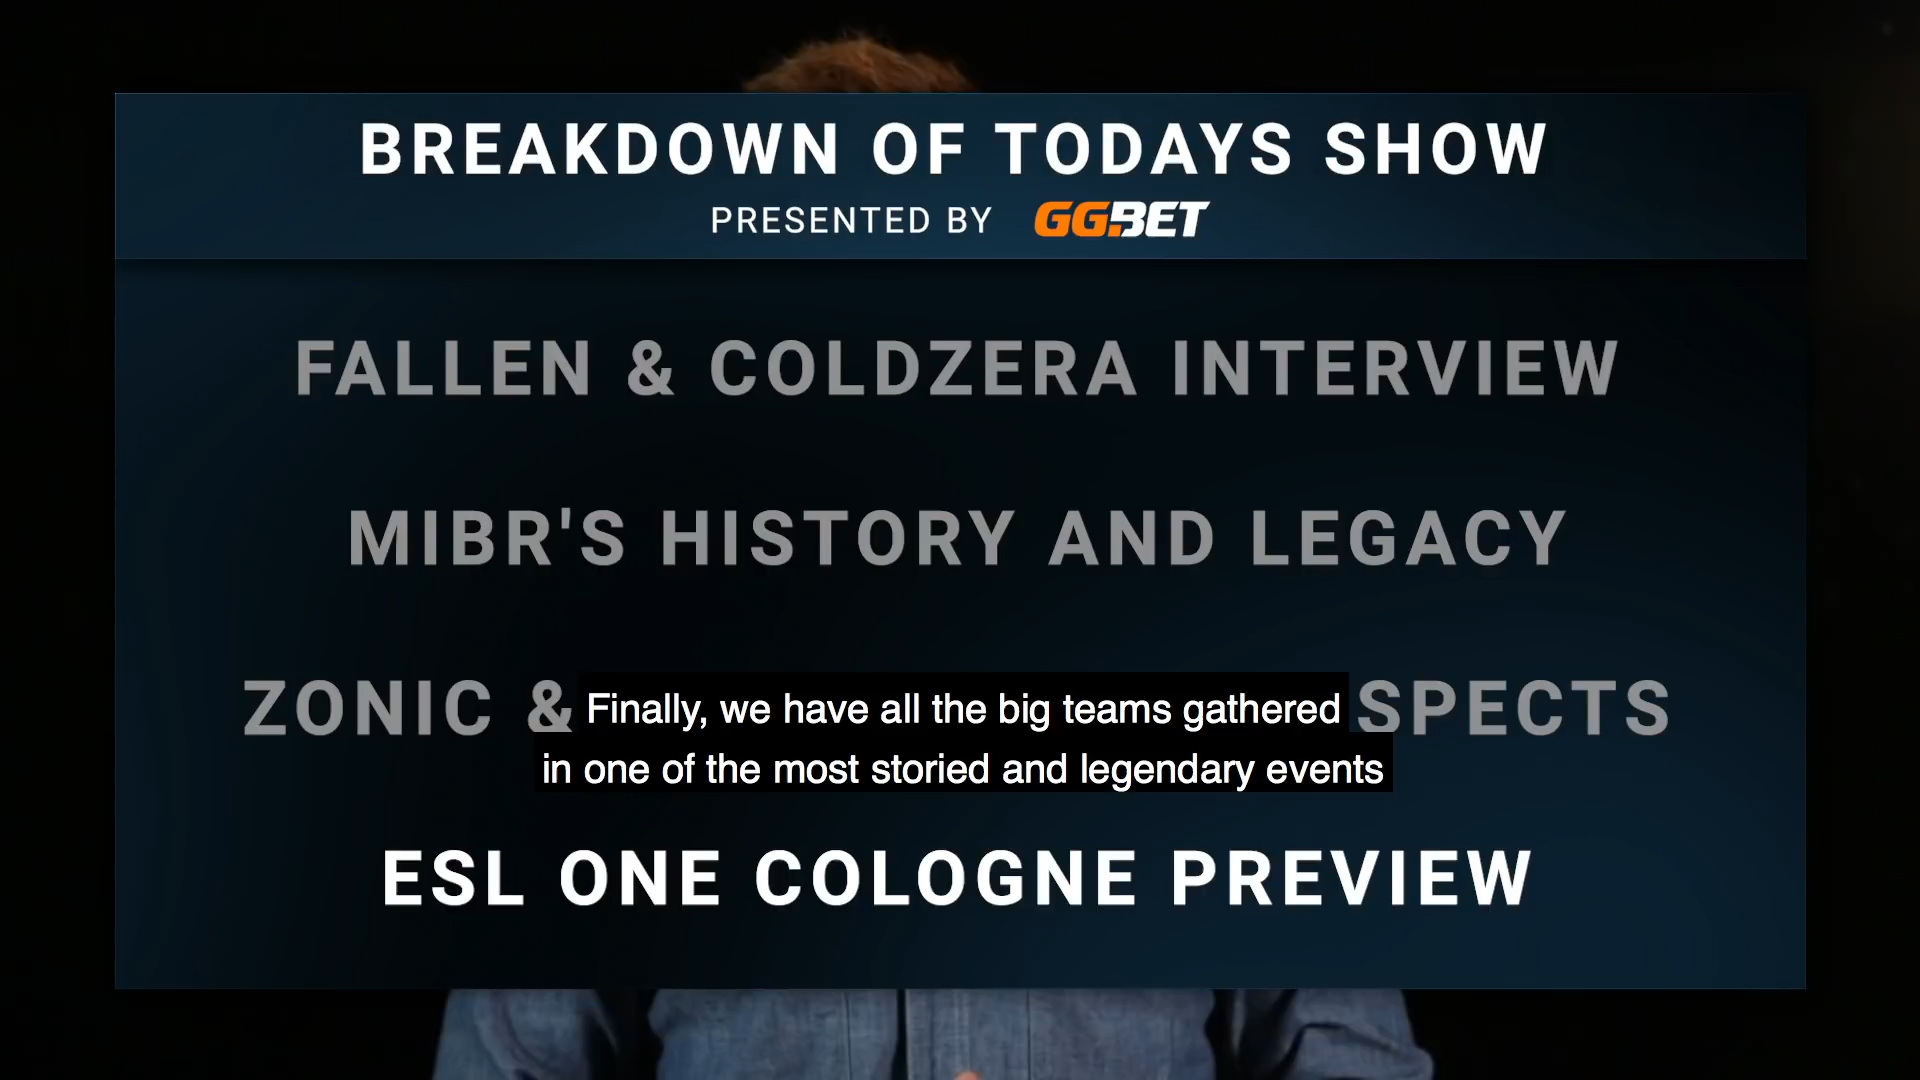 BREAKDOWN OF TODAYS SHOW
PRESENTED BY GG.BET
FALLEN & COLDZERA INTERVIEW
MIBR'S HISTORY AND LEGACY
ZONIC & SPECTS
Finally, we have all the big teams gathered
in one of the most storied and legendary events
ESL ONE COLOGNE PREVIEW